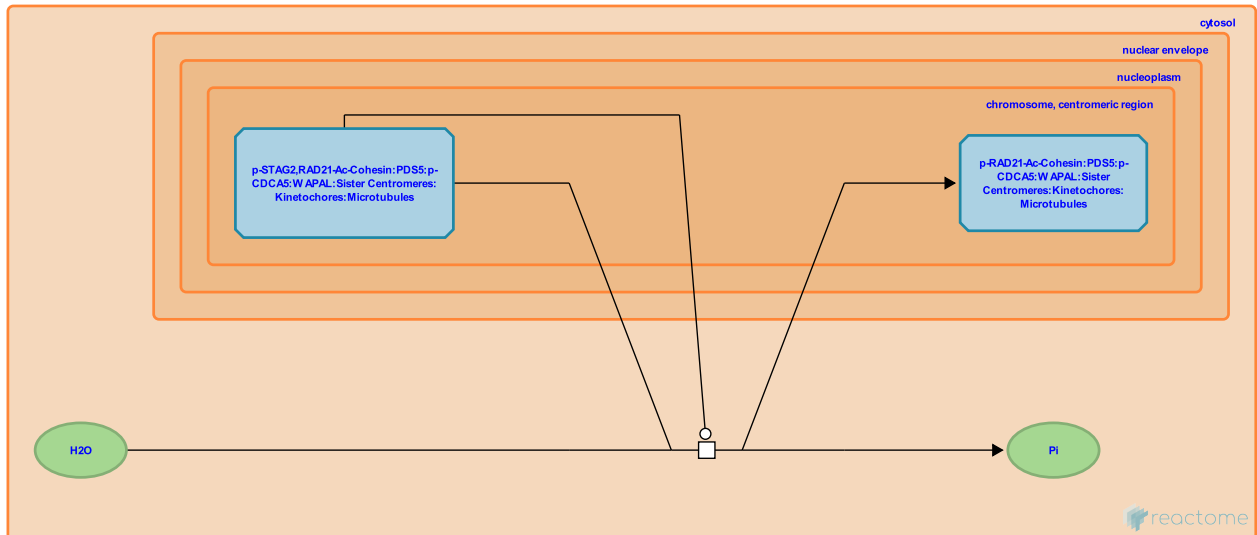 cytosol
nuclear envelope
nucleoplasm
chromosome, centromeric region
p-STAG2,RAD21-Ac-Cohesin:PDS5:p-
CDCA5:WAPAL:Sister Centromeres:
Kinetochores:Microtubules
p-RAD21-Ac-Cohesin:PDS5:p-
CDCA5:WAPAL:Sister
Centromeres:Kinetochores:
Microtubules
H2O
Pi
reactome